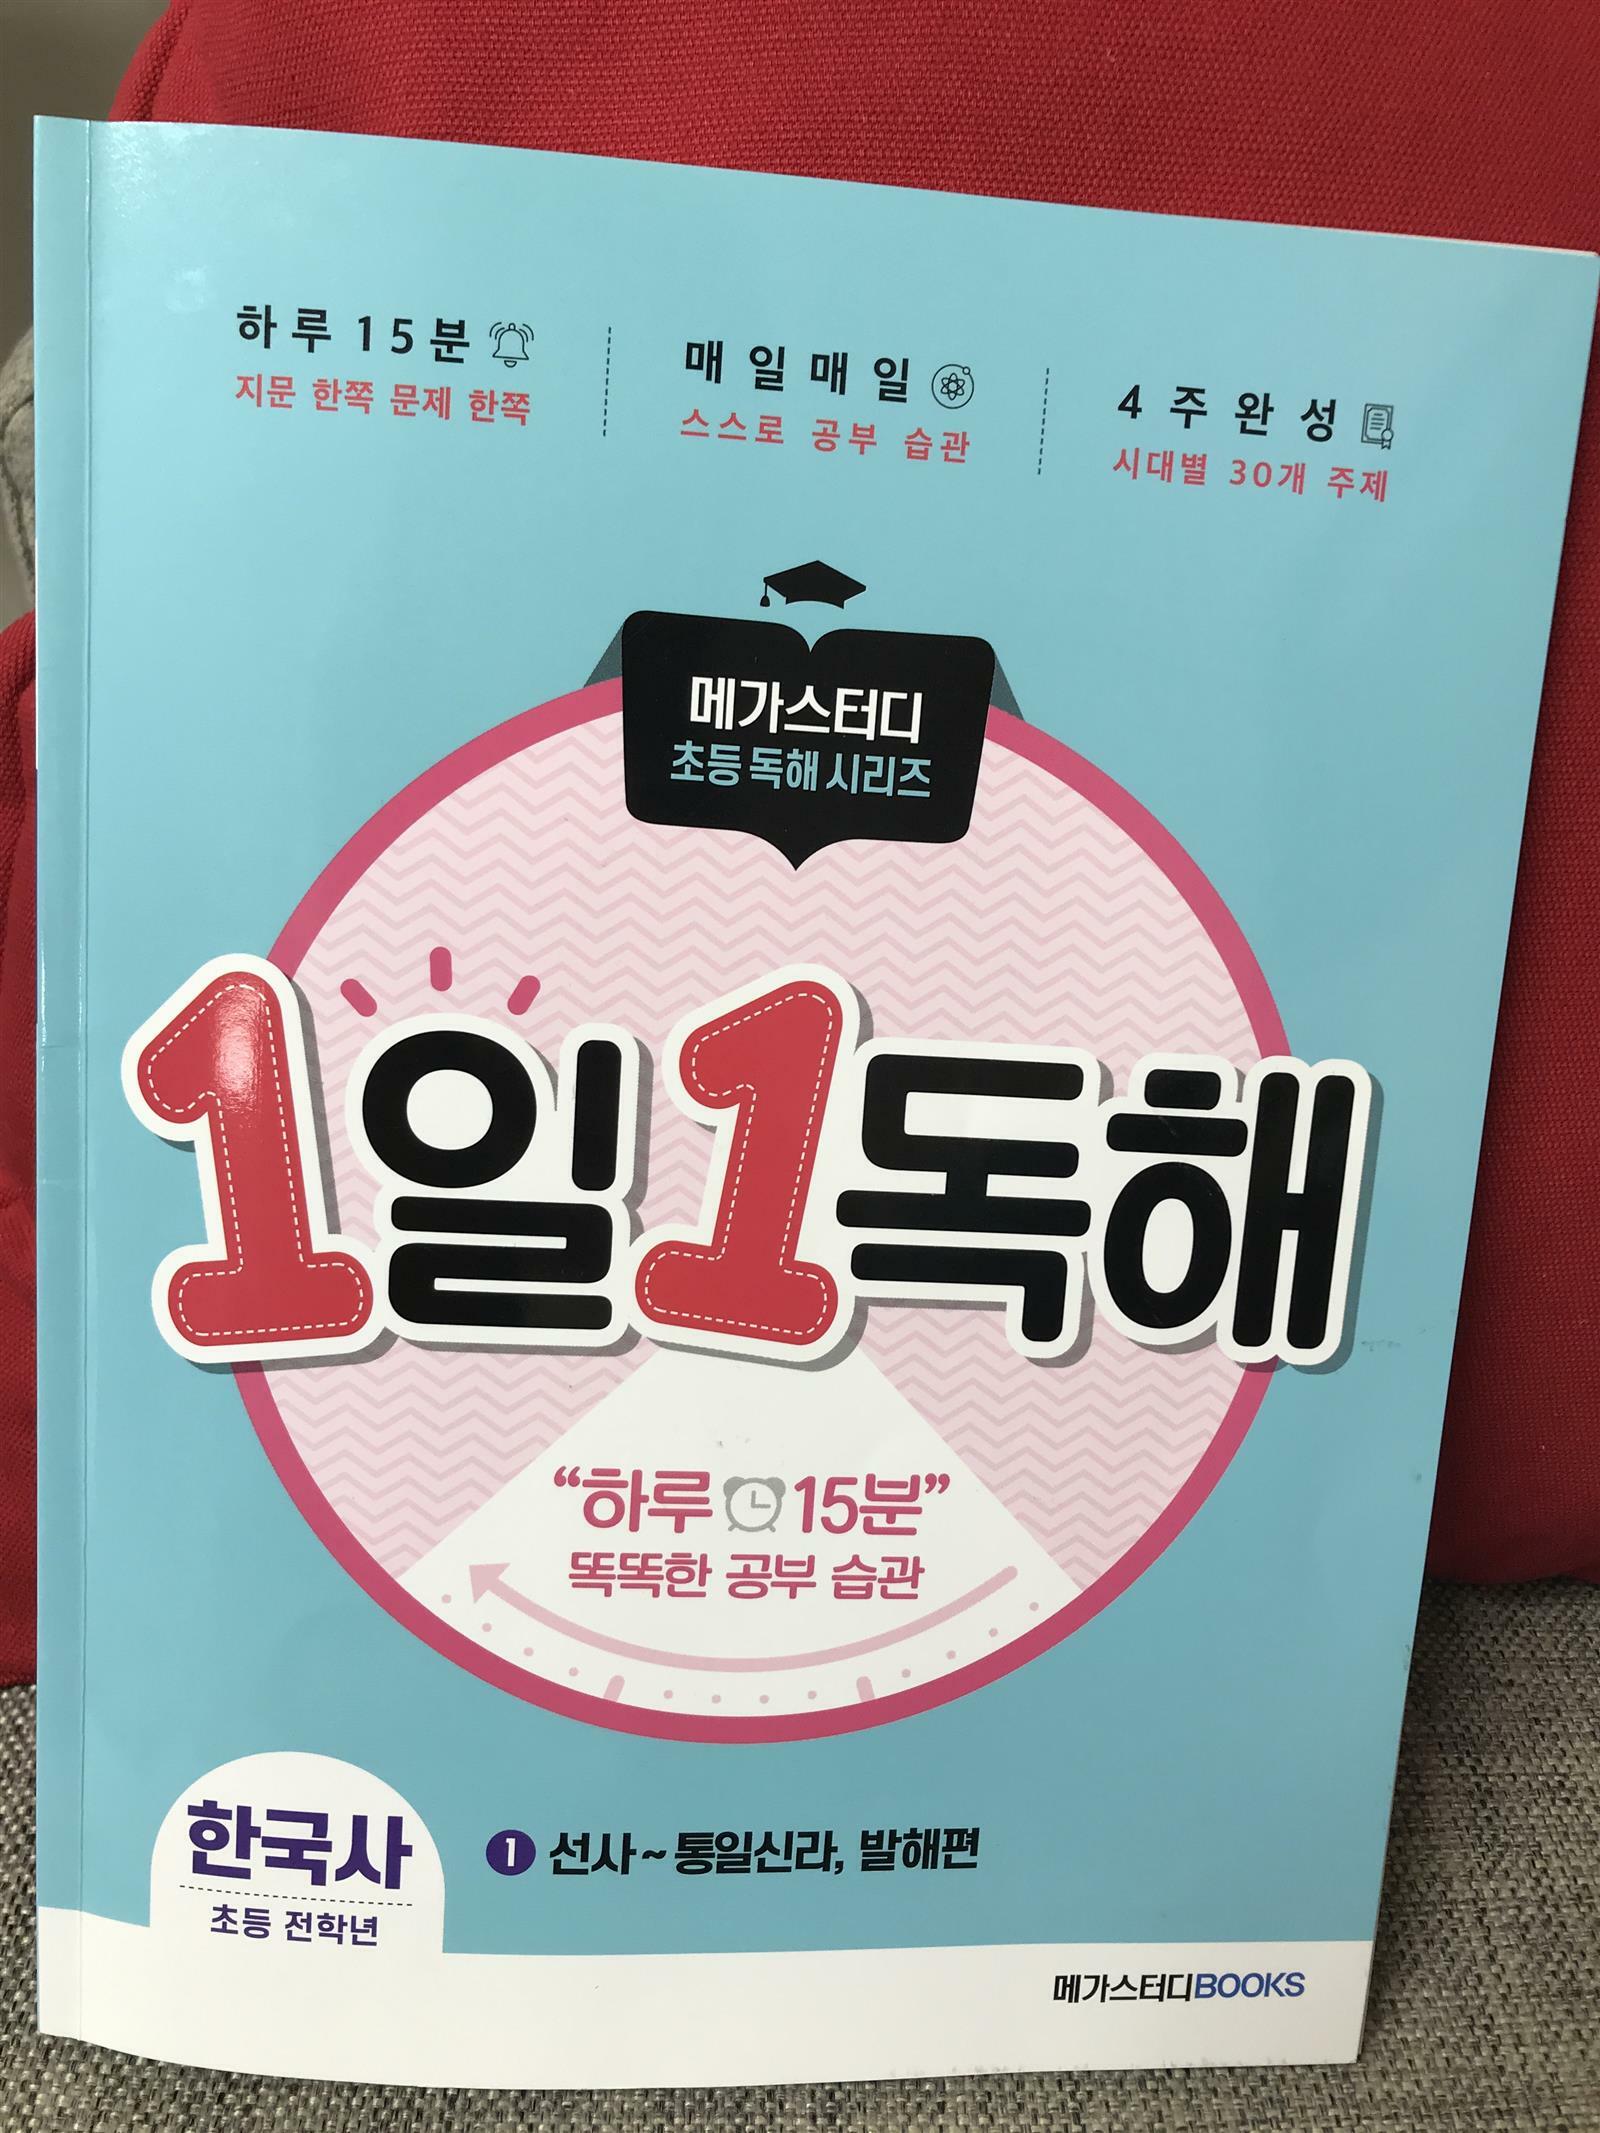 하루 15분
지문 한쪽 문제 한쪽
매일매일
스스로 공부 습관
4주완성
시대별 30개 주제
메가스터디
초등 독해 시리즈
1일 1독해
“하루 15분”
똑똑한 공부 습관
한국사
초등 전학년
1 선사~통일신라, 발해편
메가스터디BOOKS